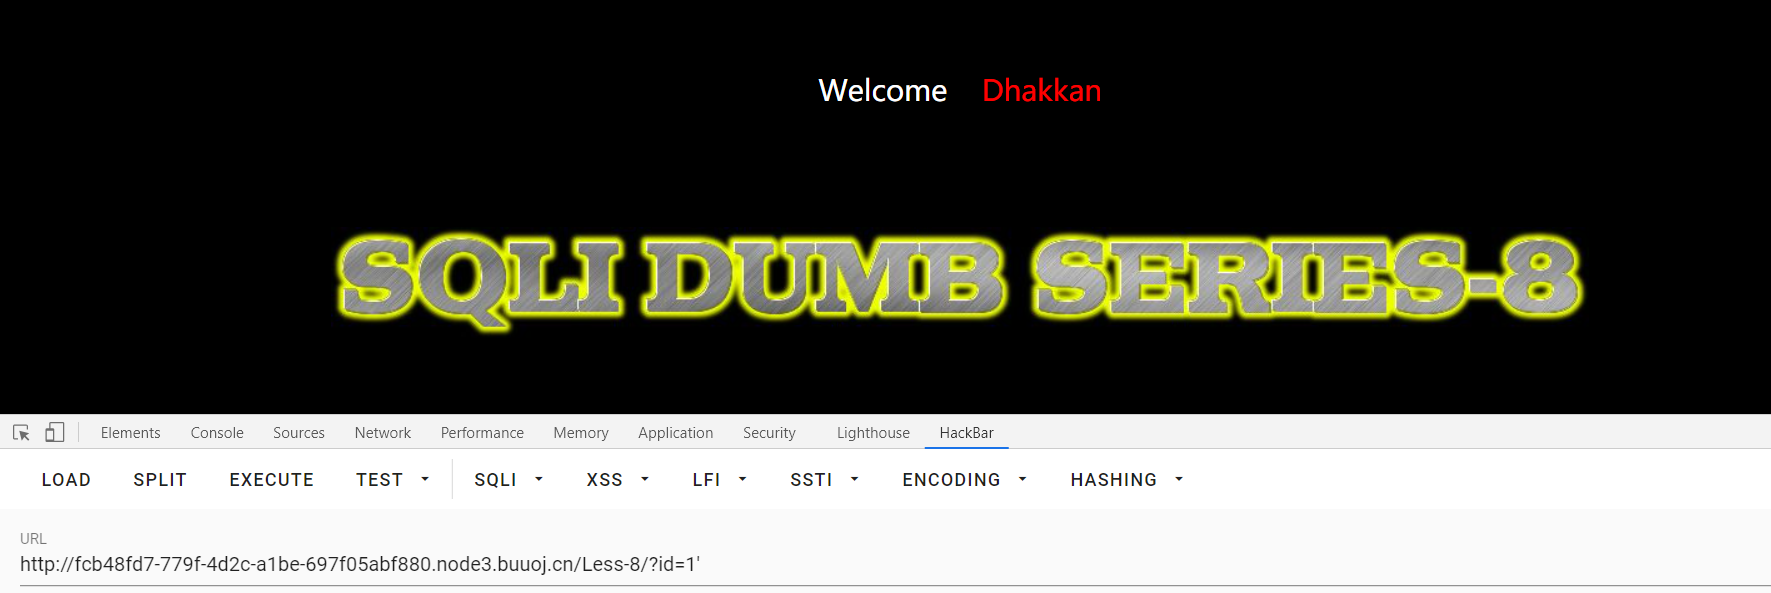 Welcome Dhakkan
SQLI DUMB SERIES-8
Elements Console Sources Network Performance Memory Application Security Lighthouse HackBar
LOAD SPLIT EXECUTE TEST SQLI XSS LFI SSTI ENCODING HASHING
URL
http://fcb48fd7-779f-4d2c-a1be-697f05abf880.node3.buuoj.cn/Less-8/?id=1'